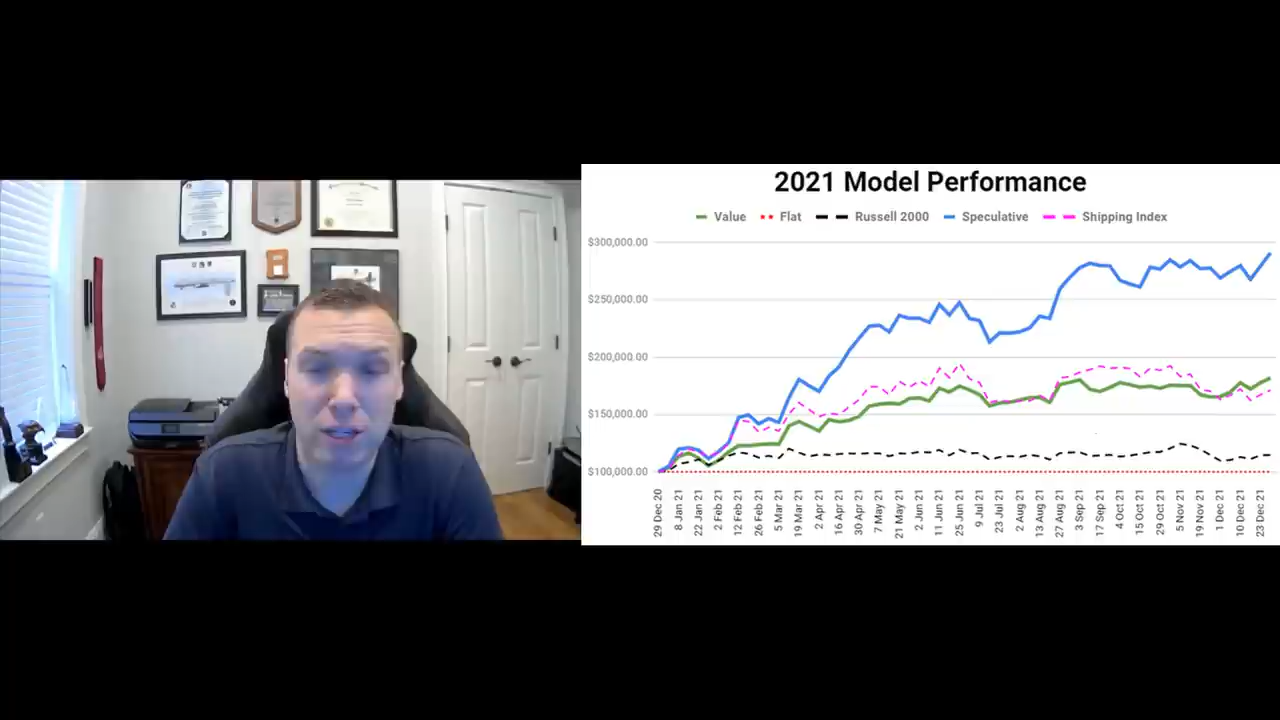 2021 Model Performance
Value Flat Russell 2000 Speculative Shipping Index
$300,000.00
$250,000.00
$200,000.00
$150,000.00
$100,000.00
29 Dec 20
8 Jan 21
22 Jan 21
2 Feb 21
12 Feb 21
26 Feb 21
5 Mar 21
19 Mar 21
2 Apr 21
16 Apr 21
30 Apr 21
7 May 21
21 May 21
2 Jun 21
11 Jun 21
25 Jun 21
9 Jul 21
23 Jul 21
2 Aug 21
13 Aug 21
27 Aug 21
3 Sep 21
17 Sep 21
4 Oct 21
15 Oct 21
29 Oct 21
5 Nov 21
19 Nov 21
1 Dec 21
10 Dec 21
23 Dec 21